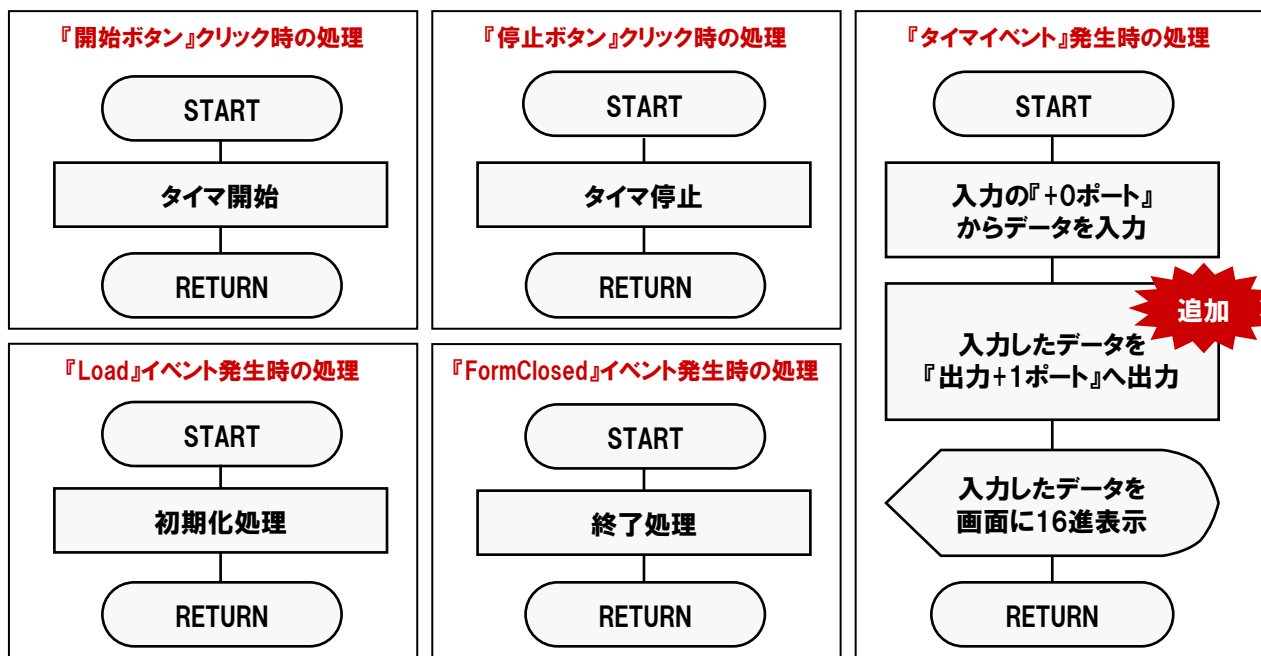 『開始ボタン』クリック時の処理
START
タイマ開始
RETURN
『停止ボタン』クリック時の処理
START
タイマ停止
RETURN
『タイマイベント』発生時の処理
START
入力の『+0ポート』
からデータを入力
追加
入力したデータを
『出力+1ポート』へ出力
入力したデータを
画面に16進表示
RETURN
『Load』イベント発生時の処理
START
初期化処理
RETURN
『FormClosed』イベント発生時の処理
START
終了処理
RETURN